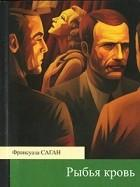 Франсуаза САГАН
Рыбья кровь